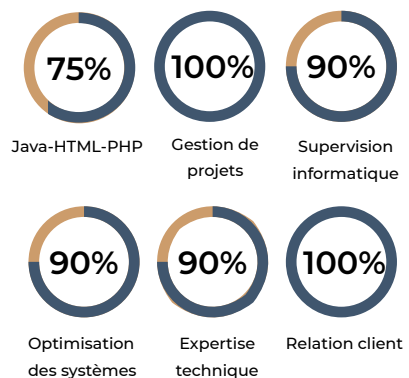 75%
100%
90%
Java-HTML-PHP
Gestion de
projets
Supervision
informatique
90%
90%
100%
Optimisation
des systèmes
Expertise
technique
Relation client